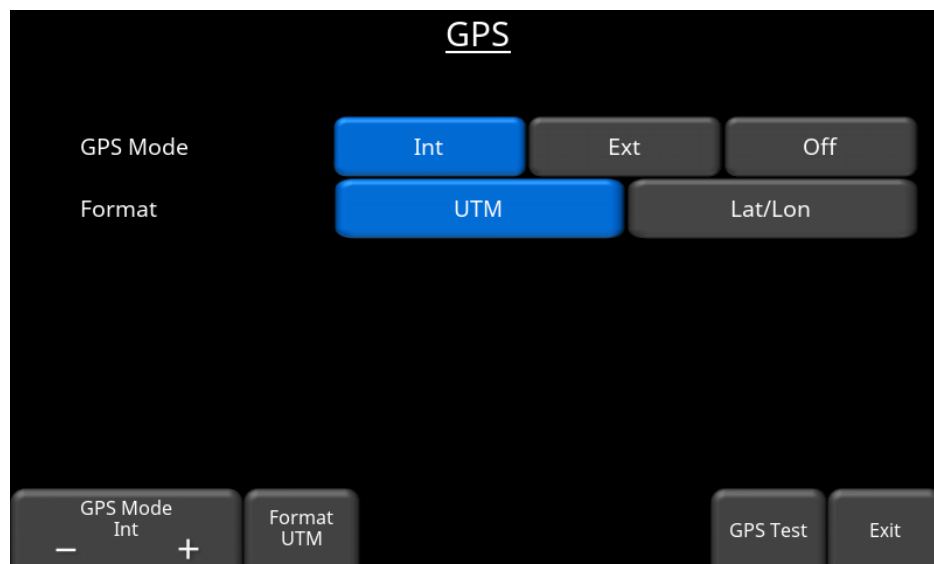 GPS
GPS Mode Int Ext Off
Format UTM Lat/Lon
GPS Mode
Int
− +
Format
UTM
GPS Test
Exit